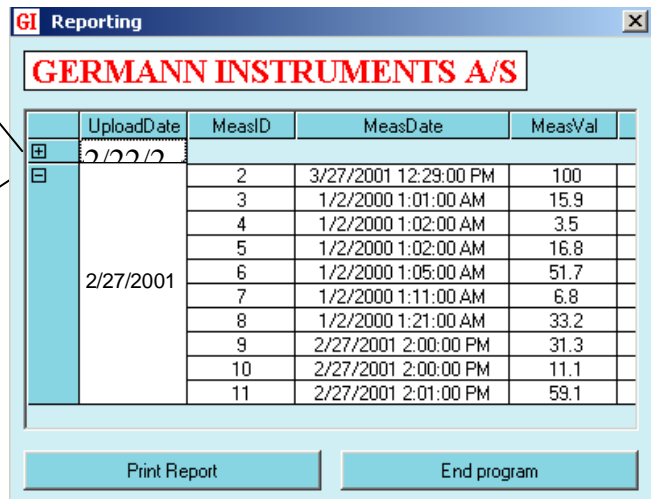 GI Reporting
GERMANN INSTRUMENTS A/S
UploadDate MeasID MeasDate MeasVal
2/22/2
2 3/27/2001 12:29:00 PM 100
3 1/2/2000 1:01:00 AM 15.9
4 1/2/2000 1:02:00 AM 3.5
5 1/2/2000 1:02:00 AM 16.8
2/27/2001 6 1/2/2000 1:05:00 AM 51.7
7 1/2/2000 1:11:00 AM 6.8
8 1/2/2000 1:21:00 AM 33.2
9 2/27/2001 2:00:00 PM 31.3
10 2/27/2001 2:00:00 PM 11.1
11 2/27/2001 2:01:00 PM 59.1
Print Report End program